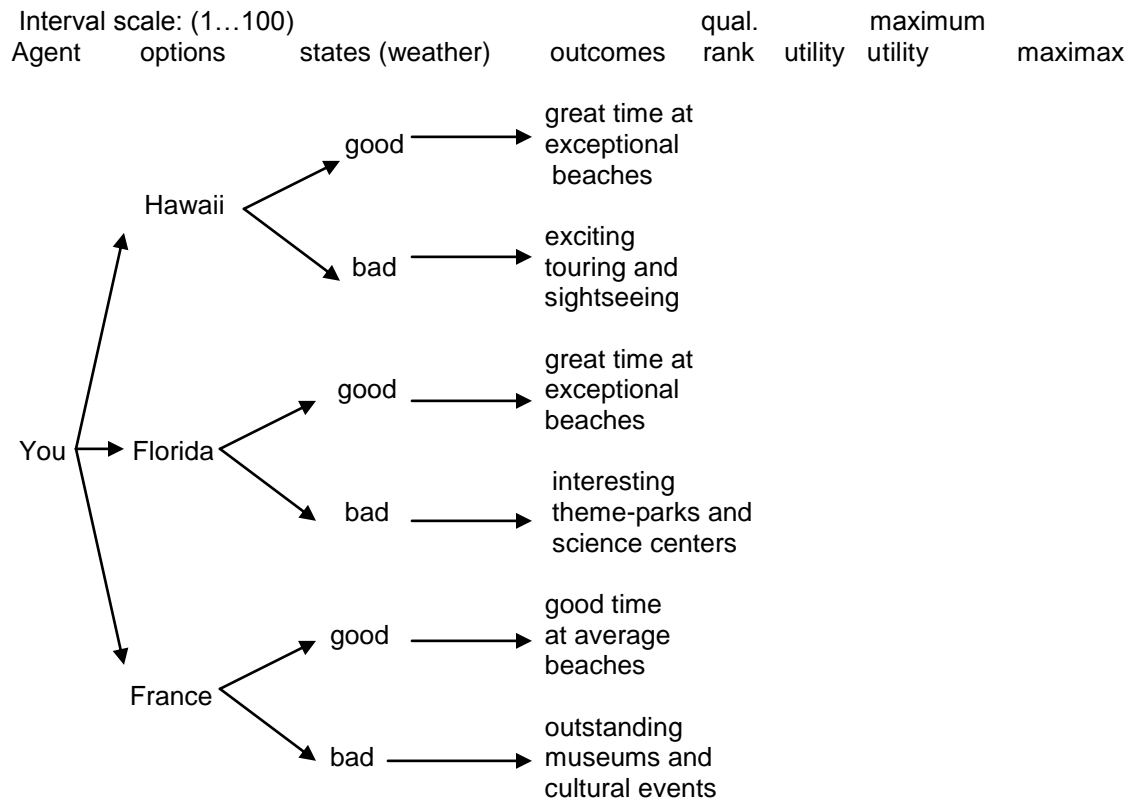 Interval scale: (1…100) qual. maximum
Agent options states (weather) outcomes rank utility utility maximax
great time at
good exceptional
beaches
Hawaii
exciting
bad touring and
sightseeing
great time at
good exceptional
beaches
You Florida
interesting
bad theme-parks and
science centers
good time
good at average
beaches
France
outstanding
bad museums and
cultural events